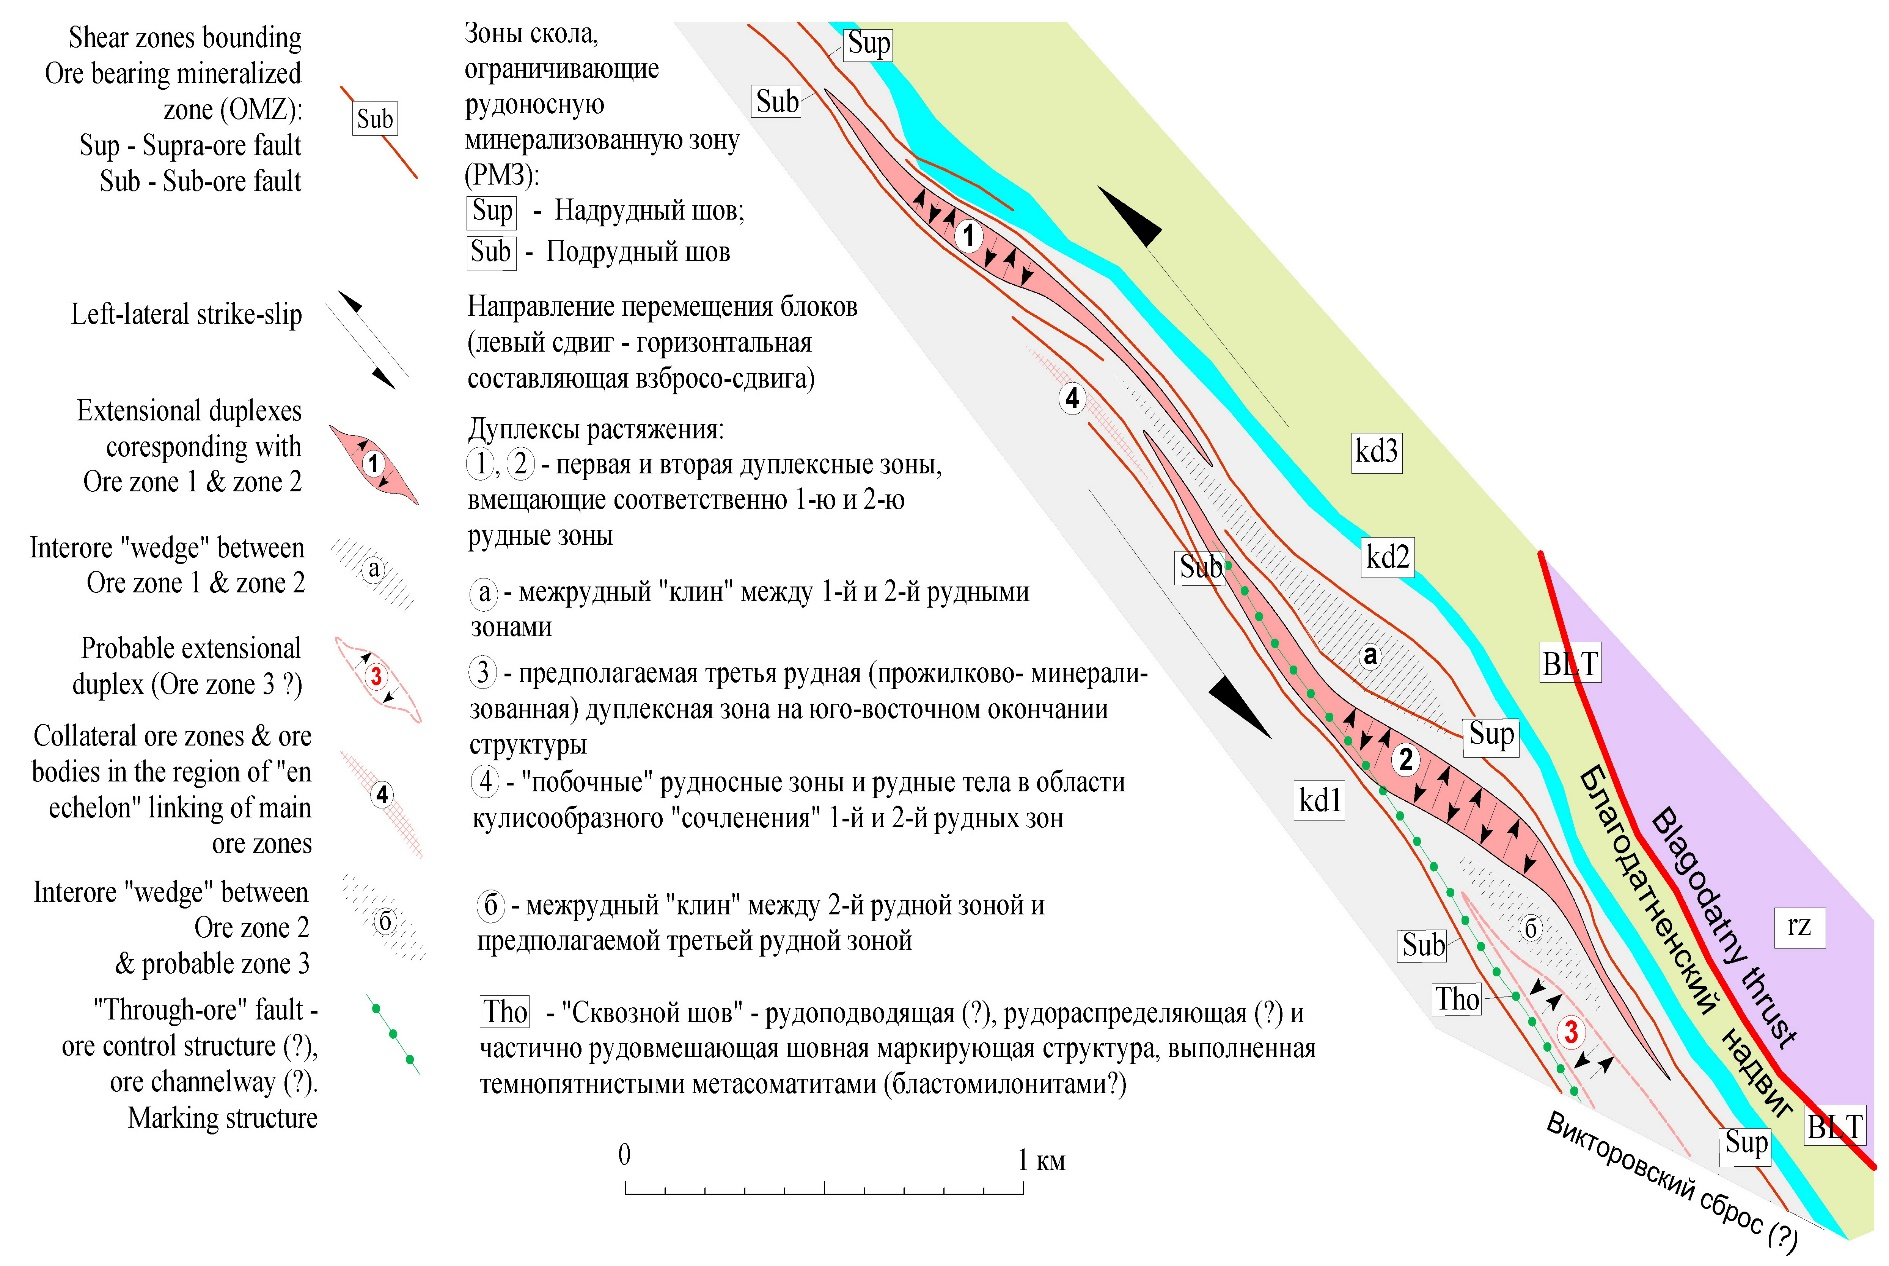 Shear zones bounding
Ore bearing mineralized
zone (OMZ):
Sup - Supra-ore fault
Sub - Sub-ore fault
Sub
Left-lateral strike-slip
Extensional duplexes
coresponding with
Ore zone 1 & zone 2
1
Interore "wedge" between
Ore zone 1 & zone 2
a
Probable extensional
duplex (Ore zone 3 ?)
3
Collateral ore zones & ore
bodies in the region of "en
echelon" linking of main
ore zones
4
Interore "wedge" between
Ore zone 2
& probable zone 3
б
"Through-ore" fault -
ore control structure (?),
ore channelway (?).
Marking structure
Зоны скола,
ограничивающие
рудоносную
минерализованную зону
(РМЗ):
Sup - Надрудный шов;
Sub - Подрудный шов
Направление перемещения блоков
(левый сдвиг - горизонтальная
составляющая взбросо-сдвига)
Дуплексы растяжения:
1, 2 - первая и вторая дуплексные зоны,
вмещающие соответственно 1-ю и 2-ю
рудные зоны
а - межрудный "клин" между 1-й и 2-й рудными
зонами
3 - предполагаемая третья рудная (прожилково- минерали-
зованная) дуплексная зона на юго-восточном окончании
структуры
4 - "побочные" рудносные зоны и рудные тела в области
кулисообразного "сочленения" 1-й и 2-й рудных зон
б - межрудный "клин" между 2-й рудной зоной и
предполагаемой третьей рудной зоной
Tho - "Сквозной шов" - рудоподводящая (?), рудораспределяющая (?) и
частично рудовмешающая шовная маркирующая структура, выполненная
темнопятнистыми метасоматитами (бластомилонитами?)
0
1 км
Sup
Sub
1
4
kd3
kd2
Sub
a
BLT
Sup
2
kd1
Благодатненский надвиг
Blagodatny thrust
rz
б
Sub
Tho
3
BLT
Sup
Викторовский сброс (?)